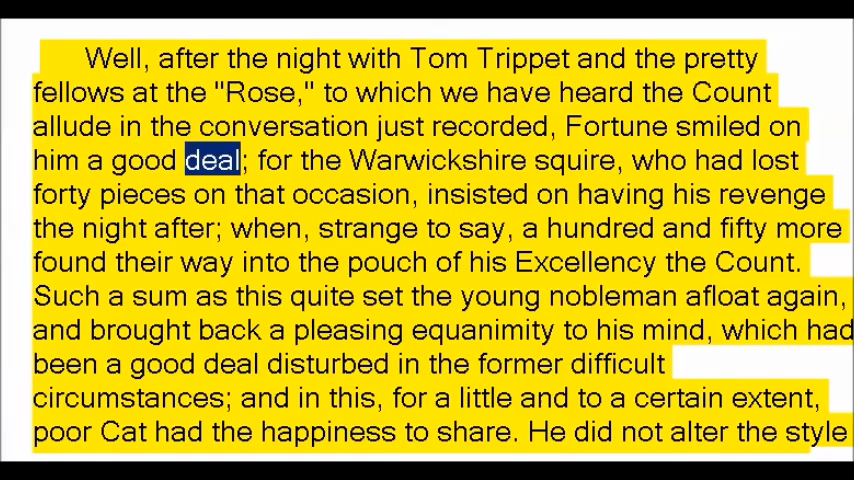 Well, after the night with Tom Trippet and the pretty
fellows at the "Rose," to which we have heard the Count
allude in the conversation just recorded, Fortune smiled on
him a good deal; for the Warwickshire squire, who had lost
forty pieces on that occasion, insisted on having his revenge
the night after; when, strange to say, a hundred and fifty more
found their way into the pouch of his Excellency the Count.
Such a sum as this quite set the young nobleman afloat again,
and brought back a pleasing equanimity to his mind, which had
been a good deal disturbed in the former difficult
circumstances; and in this, for a little and to a certain extent,
poor Cat had the happiness to share. He did not alter the style